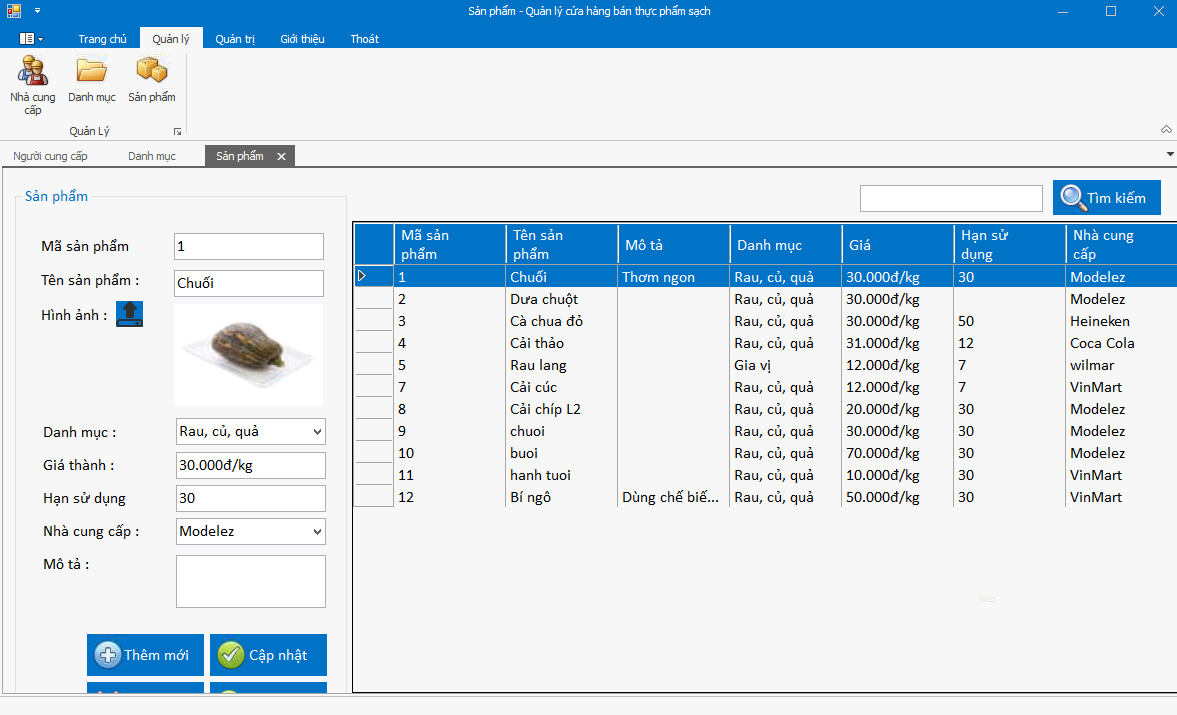 Sản phẩm - Quản lý cửa hàng bán thực phẩm sạch
Trang chủ Quản lý Quản trị Giới thiệu Thoát
Nhà cung cấp Danh mục Sản phẩm
Quản Lý
Người cung cấp Danh mục Sản phẩm
Sản phẩm
Mã sản phẩm 1
Tên sản phẩm : Chuối
Hình ảnh :
Danh mục : Rau, củ, quả
Giá thành : 30.000đ/kg
Hạn sử dụng 30
Nhà cung cấp : Modelez
Mô tả :
Thêm mới Cập nhật
Tìm kiếm
Mã sản phẩm Tên sản phẩm Mô tả Danh mục Giá Hạn sử dụng Nhà cung cấp
1 Chuối Thơm ngon Rau, củ, quả 30.000đ/kg 30 Modelez
2 Dưa chuột Rau, củ, quả 30.000đ/kg Modelez
3 Cà chua đỏ Rau, củ, quả 30.000đ/kg 50 Heineken
4 Cải thảo Rau, củ, quả 31.000đ/kg 12 Coca Cola
5 Rau lang Gia vị 12.000đ/kg 7 wilmar
7 Cải cúc Rau, củ, quả 12.000đ/kg 7 VinMart
8 Cải chíp L2 Rau, củ, quả 20.000đ/kg 30 Modelez
9 chuoi Rau, củ, quả 30.000đ/kg 30 Modelez
10 buoi Rau, củ, quả 70.000đ/kg 30 Modelez
11 hanh tuoi Rau, củ, quả 10.000đ/kg 30 VinMart
12 Bí ngô Dùng chế biế... Rau, củ, quả 50.000đ/kg 30 VinMart